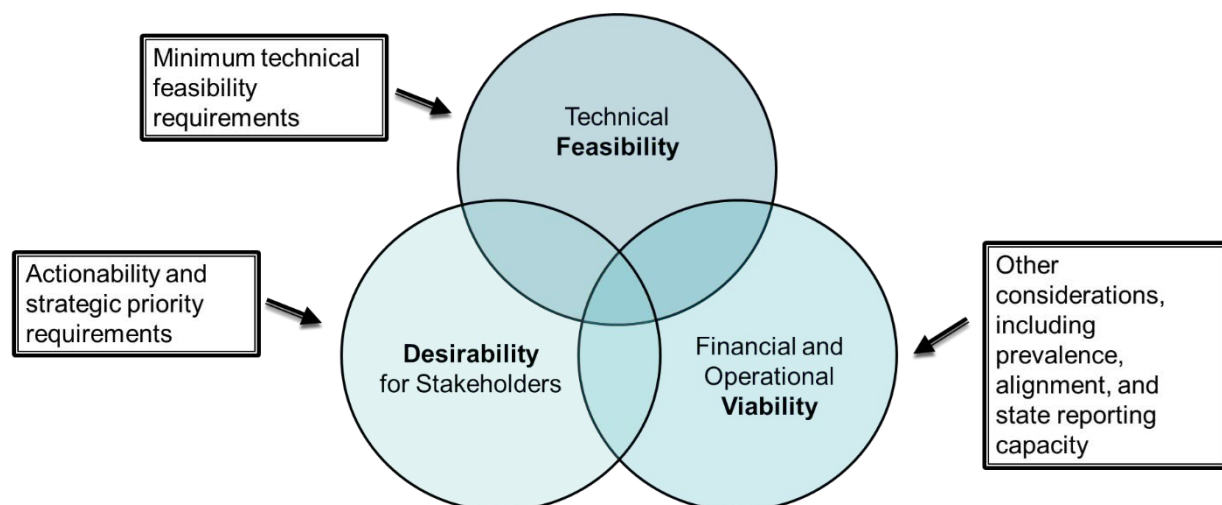 Minimum technical
feasibility
requirements
Technical
Feasibility
Actionability and
strategic priority
requirements
Desirability
for Stakeholders
Financial and
Operational
Viability
Other
considerations,
including
prevalence,
alignment, and
state reporting
capacity